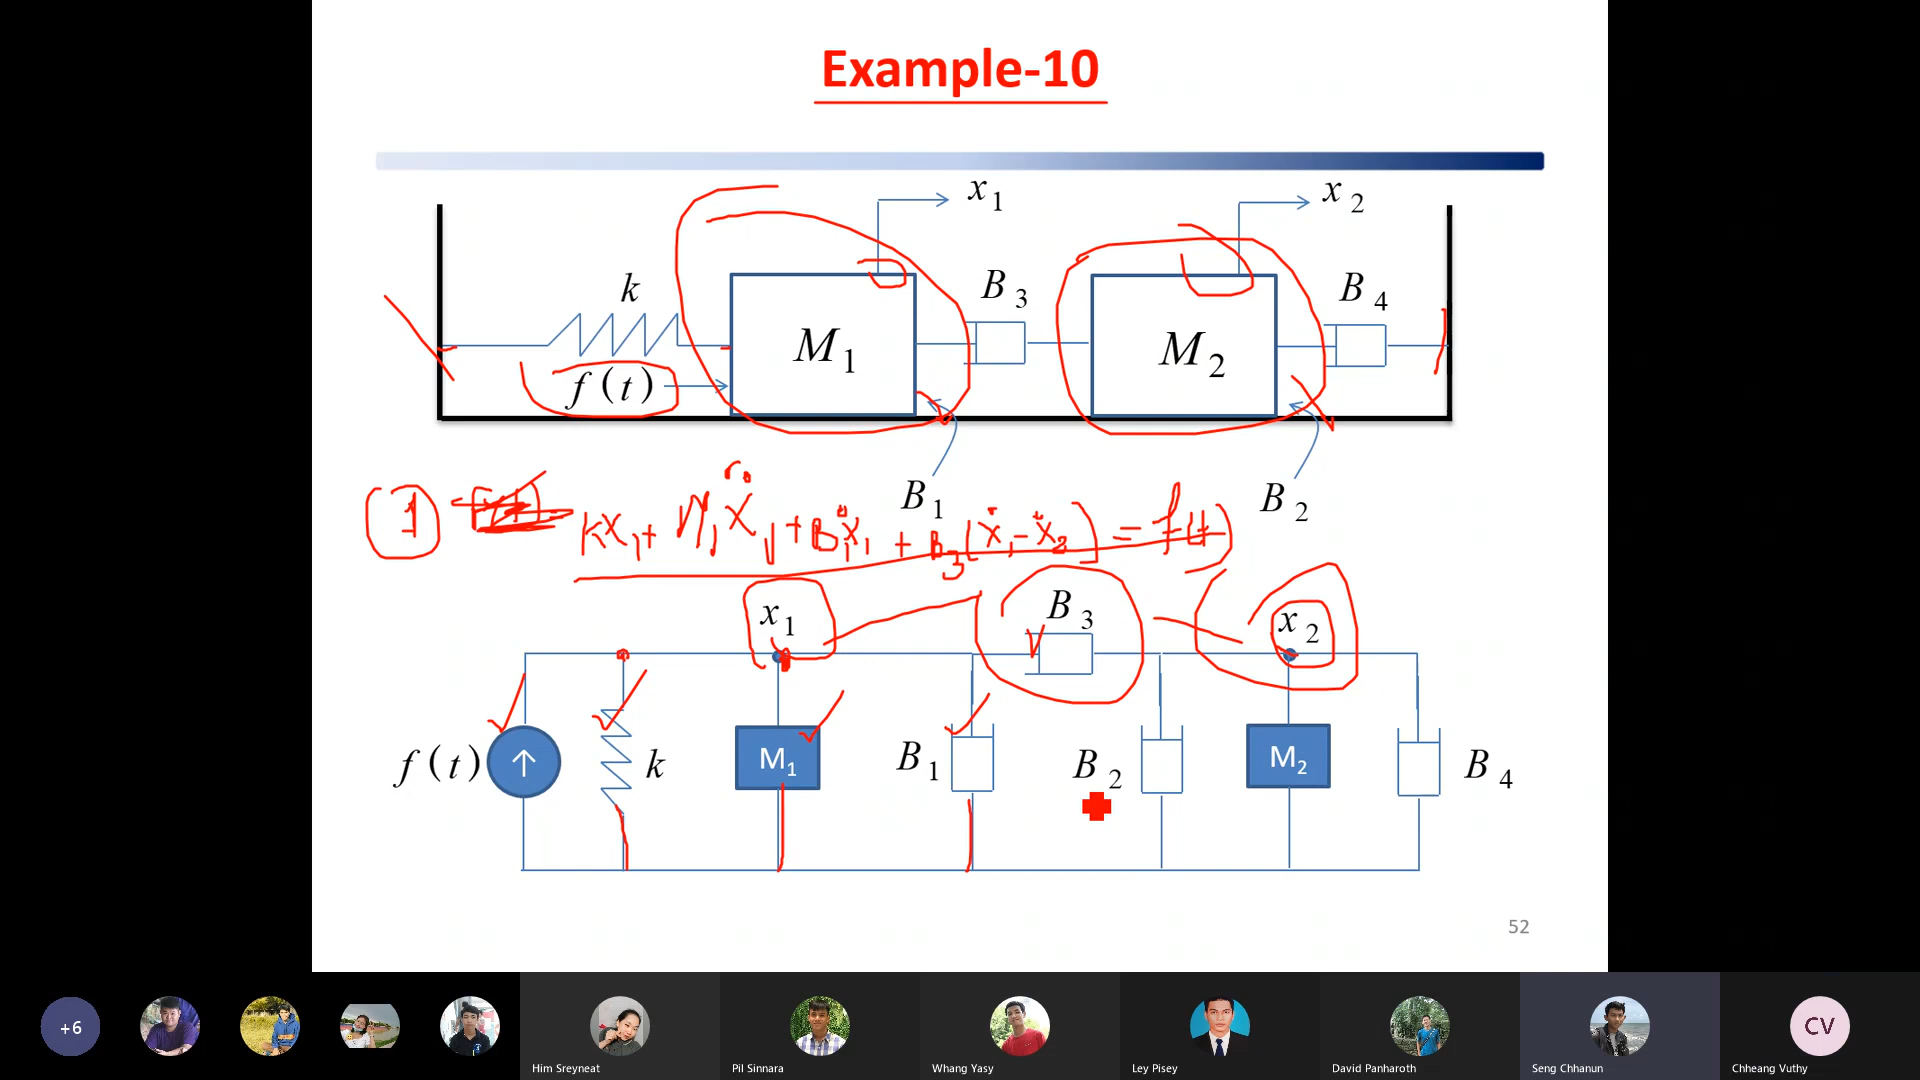 Example-10
x1
x2
k
B3
B4
M1
M2
f(t)
B1
B2
1
kx1 + M1ẍ1 + B1ẋ1 + B3(ẋ1 - ẋ2) = f(t)
x1
B3
x2
f(t)
k
M1
B1
B2
M2
B4
52
+6
Him Sreyneat
Pil Sinnara
Whang Yasy
Ley Pisey
David Panharoth
Seng Chhanun
CV
Chheang Vuthy